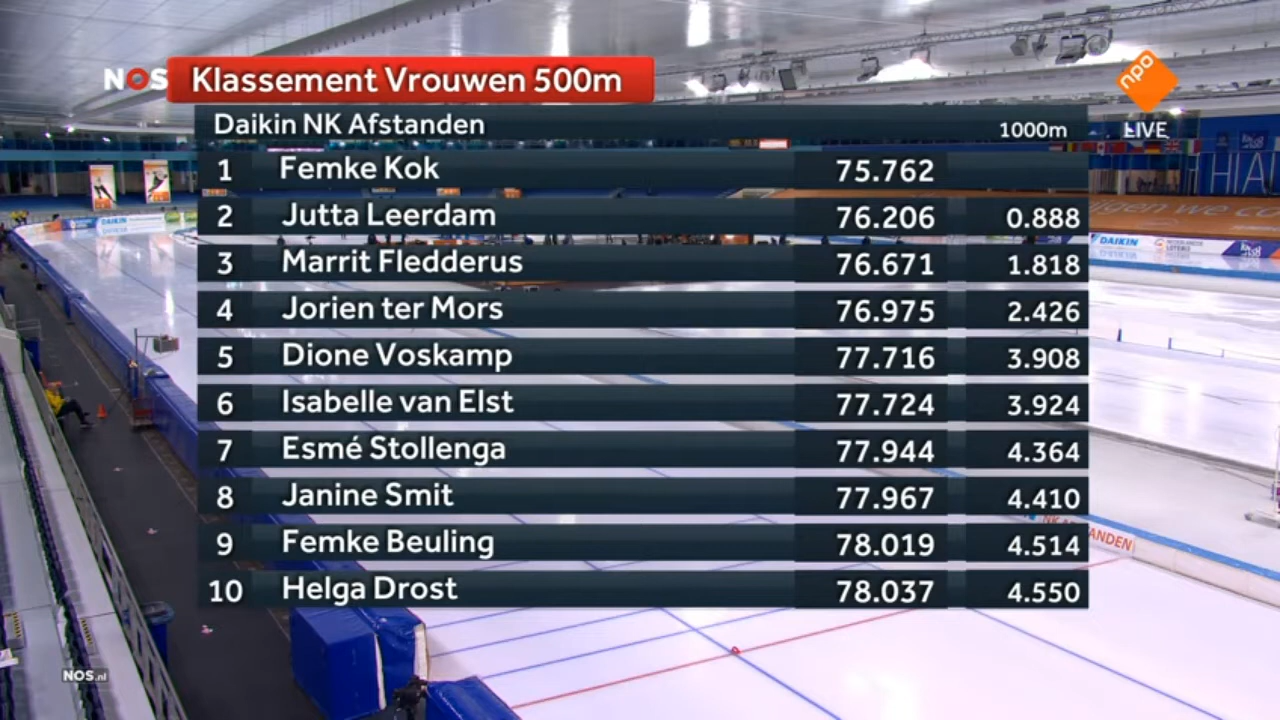 NOS Klassement Vrouwen 500m
npo
LIVE
Daikin NK Afstanden 1000m
1 Femke Kok 75.762
2 Jutta Leerdam 76.206 0.888
3 Marrit Fledderus 76.671 1.818
4 Jorien ter Mors 76.975 2.426
5 Dione Voskamp 77.716 3.908
6 Isabelle van Elst 77.724 3.924
7 Esmé Stollenga 77.944 4.364
8 Janine Smit 77.967 4.410
9 Femke Beuling 78.019 4.514
10 Helga Drost 78.037 4.550
DAIKIN
DAIKIN
NOS.nl